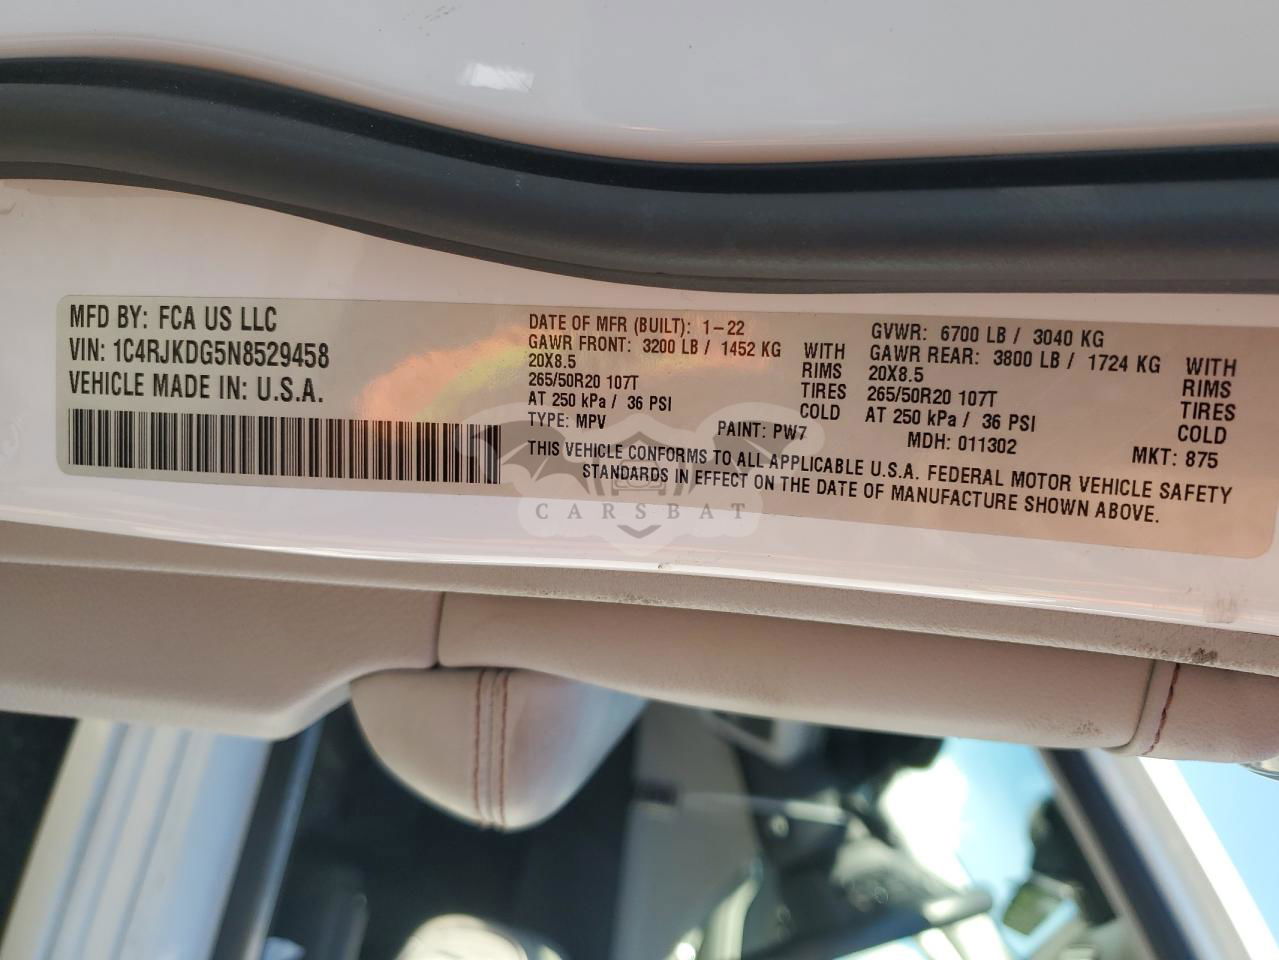 MFD BY: FCA US LLC
VIN: 1C4RJKDG5N8529458
VEHICLE MADE IN: U.S.A.
DATE OF MFR (BUILT): 1-22
GAWR FRONT: 3200 LB / 1452 KG WITH
20X8.5 RIMS
265/50R20 107T TIRES
AT 250 kPa / 36 PSI COLD
TYPE: MPV PAINT: PW7
GVWR: 6700 LB / 3040 KG
GAWR REAR: 3800 LB / 1724 KG WITH
20X8.5 RIMS
265/50R20 107T TIRES
AT 250 kPa / 36 PSI COLD
MDH: 011302 MKT: 875
THIS VEHICLE CONFORMS TO ALL APPLICABLE U.S.A. FEDERAL MOTOR VEHICLE SAFETY
STANDARDS IN EFFECT ON THE DATE OF MANUFACTURE SHOWN ABOVE.
CARSBAT